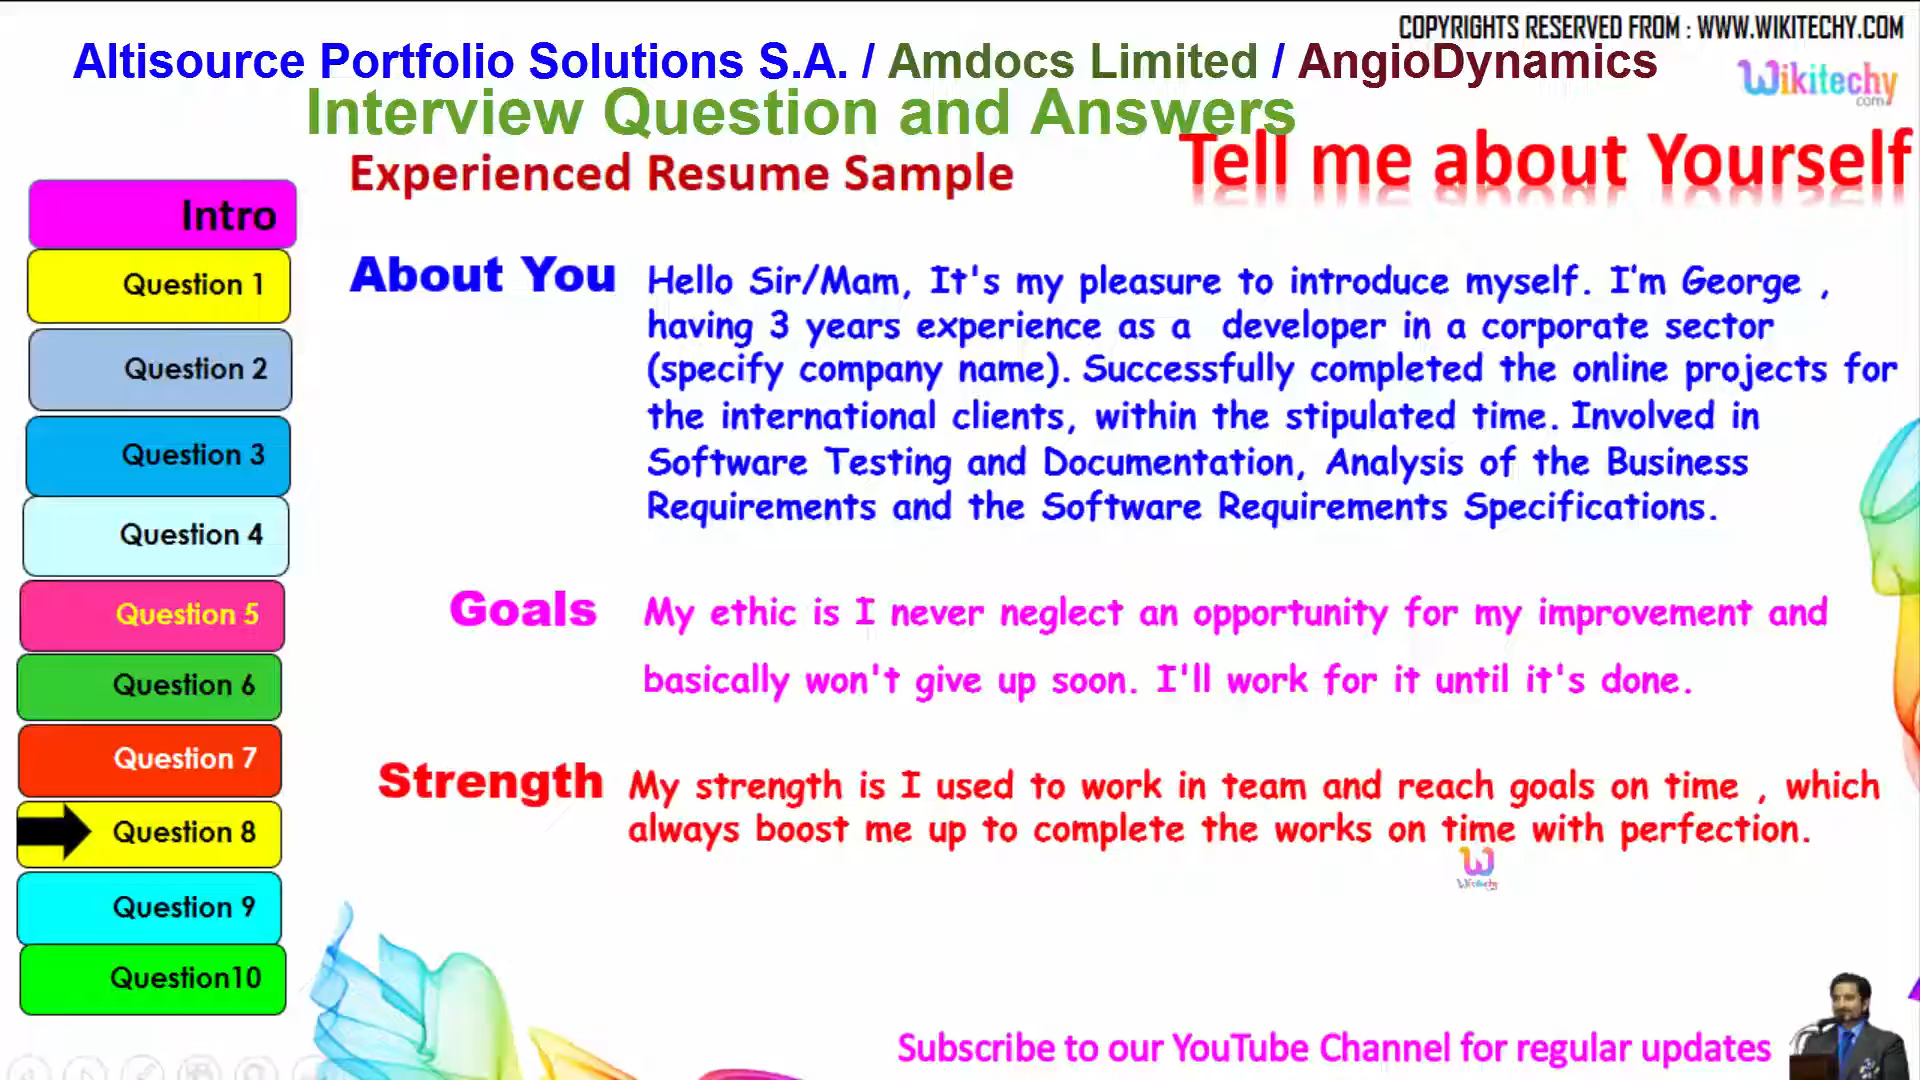 COPYRIGHTS RESERVED FROM : WWW.WIKITECHY.COM
Altisource Portfolio Solutions S.A. / Amdocs Limited / AngioDynamics
Wikitechy
.com
Interview Question and Answers
Tell me about Yourself
Experienced Resume Sample
Intro
Question 1
Question 2
Question 3
Question 4
Question 5
Question 6
Question 7
Question 8
Question 9
Question10
About You
Hello Sir/Mam, It's my pleasure to introduce myself. I'm George ,
having 3 years experience as a developer in a corporate sector
(specify company name). Successfully completed the online projects for
the international clients, within the stipulated time. Involved in
Software Testing and Documentation, Analysis of the Business
Requirements and the Software Requirements Specifications.
Goals
My ethic is I never neglect an opportunity for my improvement and
basically won't give up soon. I'll work for it until it's done.
Strength
My strength is I used to work in team and reach goals on time , which
always boost me up to complete the works on time with perfection.
W
Wikitechy
Subscribe to our YouTube Channel for regular updates